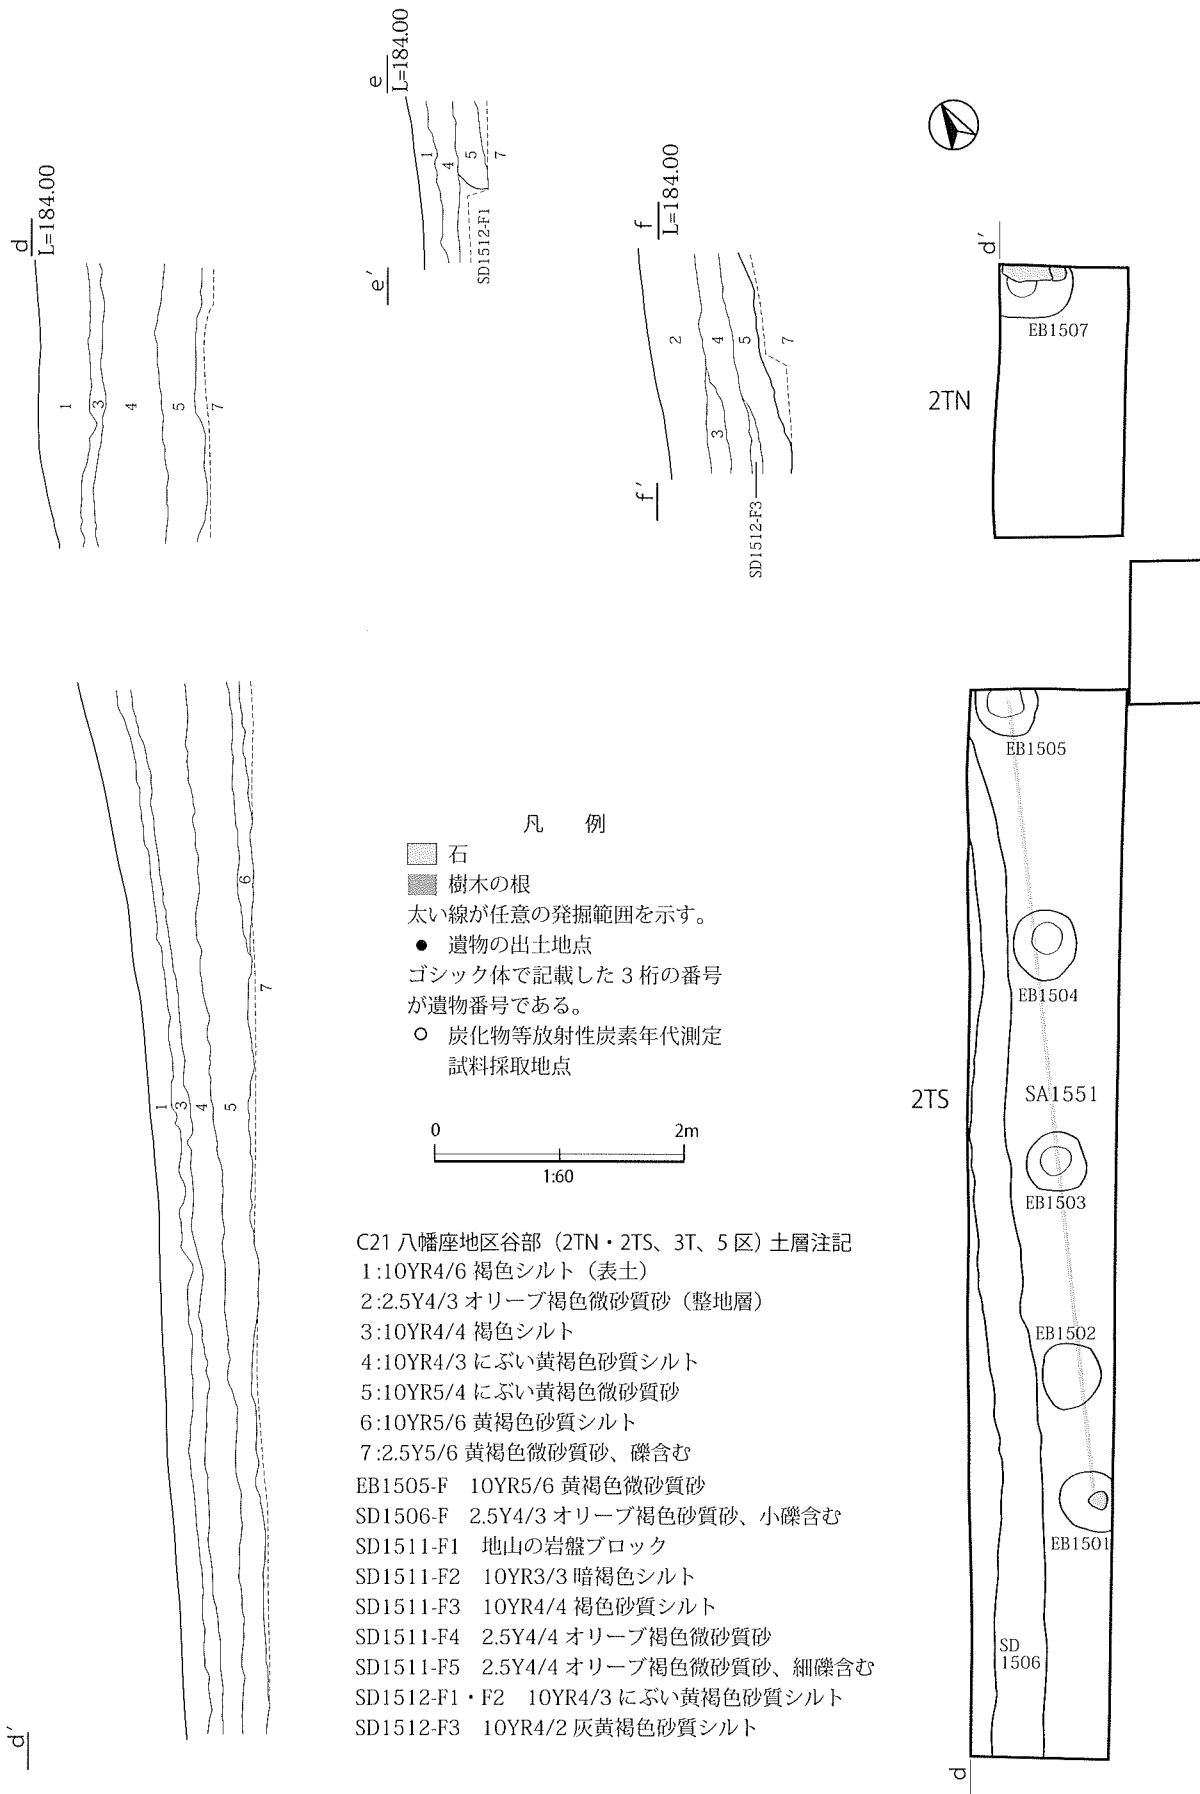 e
L=184.00
1
4
5
7
SD1512-F1
e′
d
L=184.00
1
3
4
5
7
f
L=184.00
2
4
5
7
3
f′
SD1512-F3
d′
EB1507
2TN
6
7
1
3
4
5
d′
凡　例
石
樹木の根
太い線が任意の発掘範囲を示す。
● 遺物の出土地点
ゴシック体で記載した 3 桁の番号
が遺物番号である。
○ 炭化物等放射性炭素年代測定
試料採取地点
0 2m
1:60
EB1505
EB1504
2TS
SA1551
EB1503
EB1502
EB1501
SD
1506
d
C21 八幡座地区谷部（2TN・2TS、3T、5 区）土層注記
1:10YR4/6 褐色シルト（表土）
2:2.5Y4/3 オリーブ褐色微砂質砂（整地層）
3:10YR4/4 褐色シルト
4:10YR4/3 にぶい黄褐色砂質シルト
5:10YR5/4 にぶい黄褐色微砂質砂
6:10YR5/6 黄褐色砂質シルト
7:2.5Y5/6 黄褐色微砂質砂、礫含む
EB1505-F 10YR5/6 黄褐色微砂質砂
SD1506-F 2.5Y4/3 オリーブ褐色砂質砂、小礫含む
SD1511-F1 地山の岩盤ブロック
SD1511-F2 10YR3/3 暗褐色シルト
SD1511-F3 10YR4/4 褐色砂質シルト
SD1511-F4 2.5Y4/4 オリーブ褐色微砂質砂
SD1511-F5 2.5Y4/4 オリーブ褐色微砂質砂、細礫含む
SD1512-F1・F2 10YR4/3 にぶい黄褐色砂質シルト
SD1512-F3 10YR4/2 灰黄褐色砂質シルト